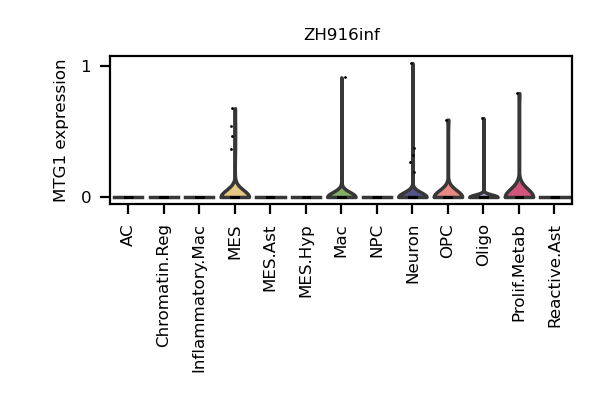 ZH916inf
MTG1 expression
1
0
AC
Chromatin.Reg
Inflammatory.Mac
MES
MES.Ast
MES.Hyp
Mac
NPC
Neuron
OPC
Oligo
Prolif.Metab
Reactive.Ast